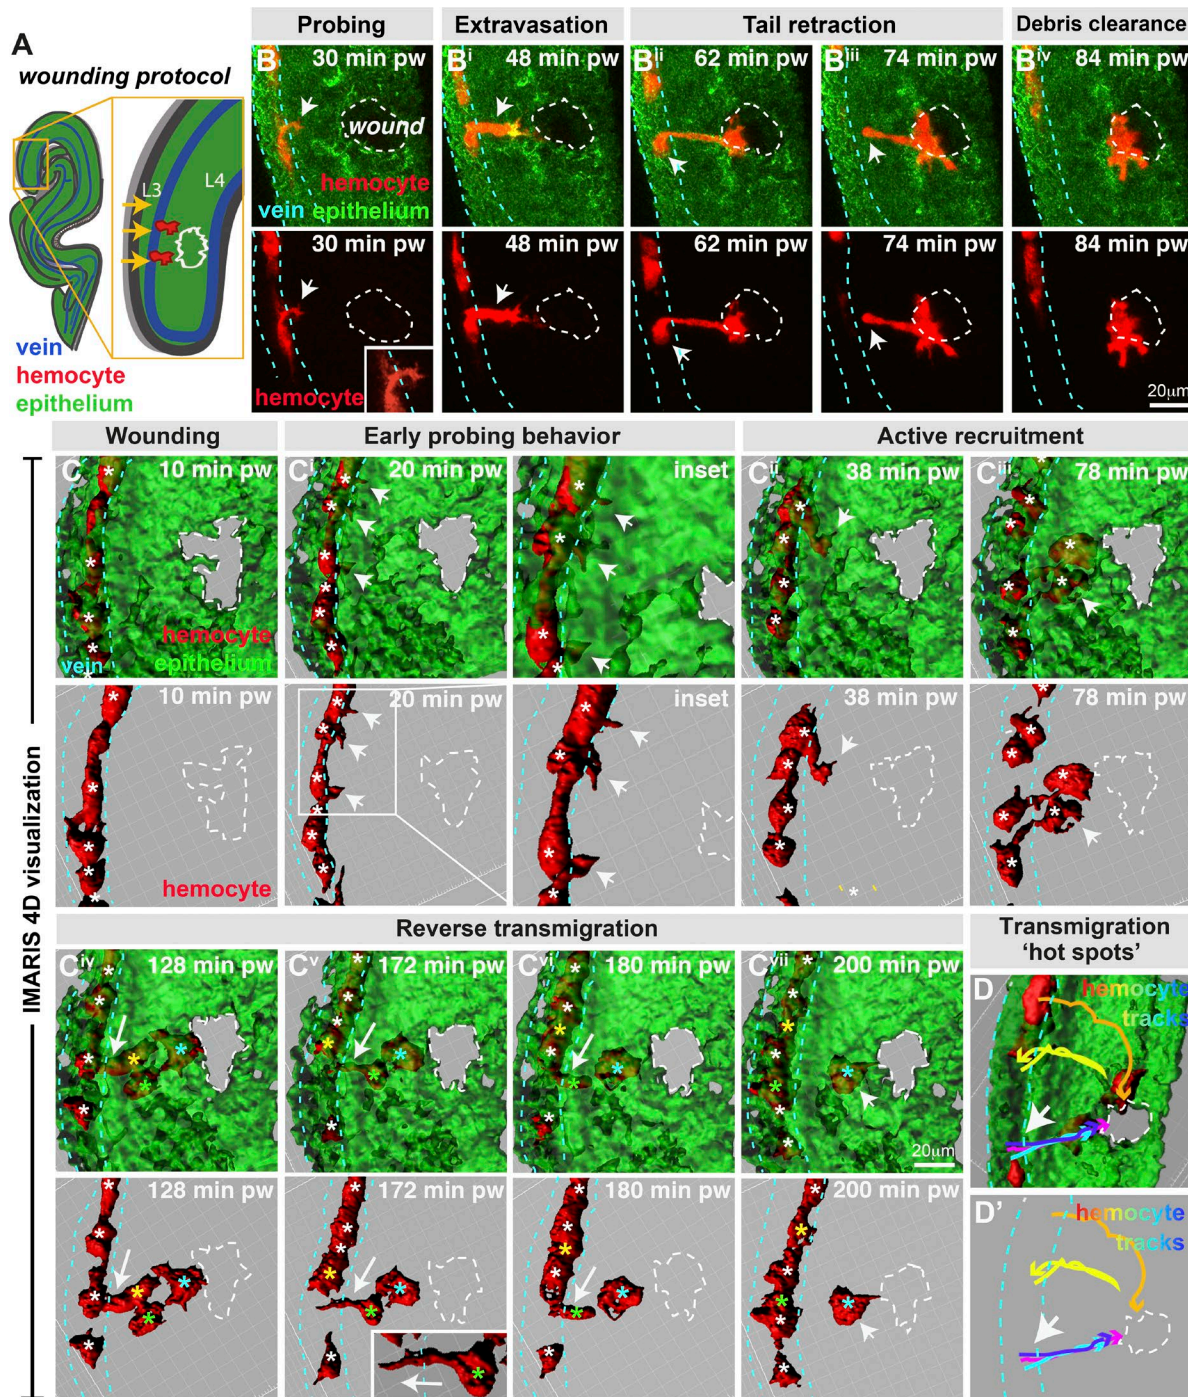 Probing
Extravasation
Tail retraction
Debris clearance
A
wounding protocol
L3
L4
vein
hemocyte
epithelium
B
30 min pw
wound
hemocyte
vein epithelium
Bi
48 min pw
Bii
62 min pw
Biii
74 min pw
Biv
84 min pw
30 min pw
hemocyte
48 min pw
62 min pw
74 min pw
84 min pw
20μm
IMARIS 4D visualization
Wounding
Early probing behavior
Active recruitment
C
10 min pw
hemocyte
vein epithelium
Ci
20 min pw
inset
Cii
38 min pw
Ciii
78 min pw
10 min pw
hemocyte
20 min pw
inset
38 min pw
78 min pw
Reverse transmigration
Transmigration
‘hot spots’
Civ
128 min pw
Cv
172 min pw
Cvi
180 min pw
Cvii
200 min pw
20μm
D
hemocyte
tracks
128 min pw
172 min pw
180 min pw
200 min pw
D’
hemocyte
tracks